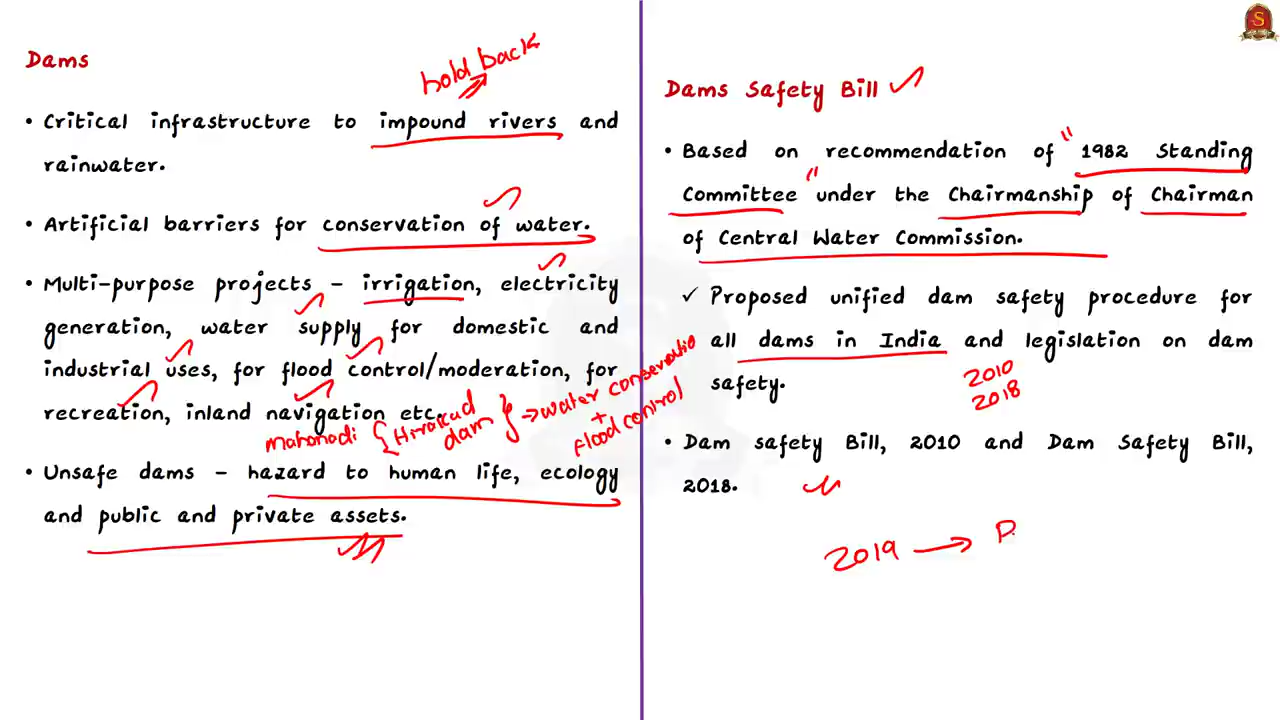 Dams
hold back
• Critical infrastructure to impound rivers and
rainwater.
• Artificial barriers for conservation of water.
• Multi-purpose projects - irrigation, electricity
generation, water supply for domestic and
industrial uses, for flood control/moderation, for
recreation, inland navigation etc.
mahanadi { Hirakud
dam } → water conservatio
+
flood control
• Unsafe dams - hazard to human life, ecology
and public and private assets.
Dams Safety Bill ✓
• Based on recommendation of "1982 Standing
Committee" under the Chairmanship of Chairman
of Central Water Commission.
✓ Proposed unified dam safety procedure for
all dams in India and legislation on dam
safety.
2010
2018
• Dam safety Bill, 2010 and Dam Safety Bill,
2018.
2019 → P
S